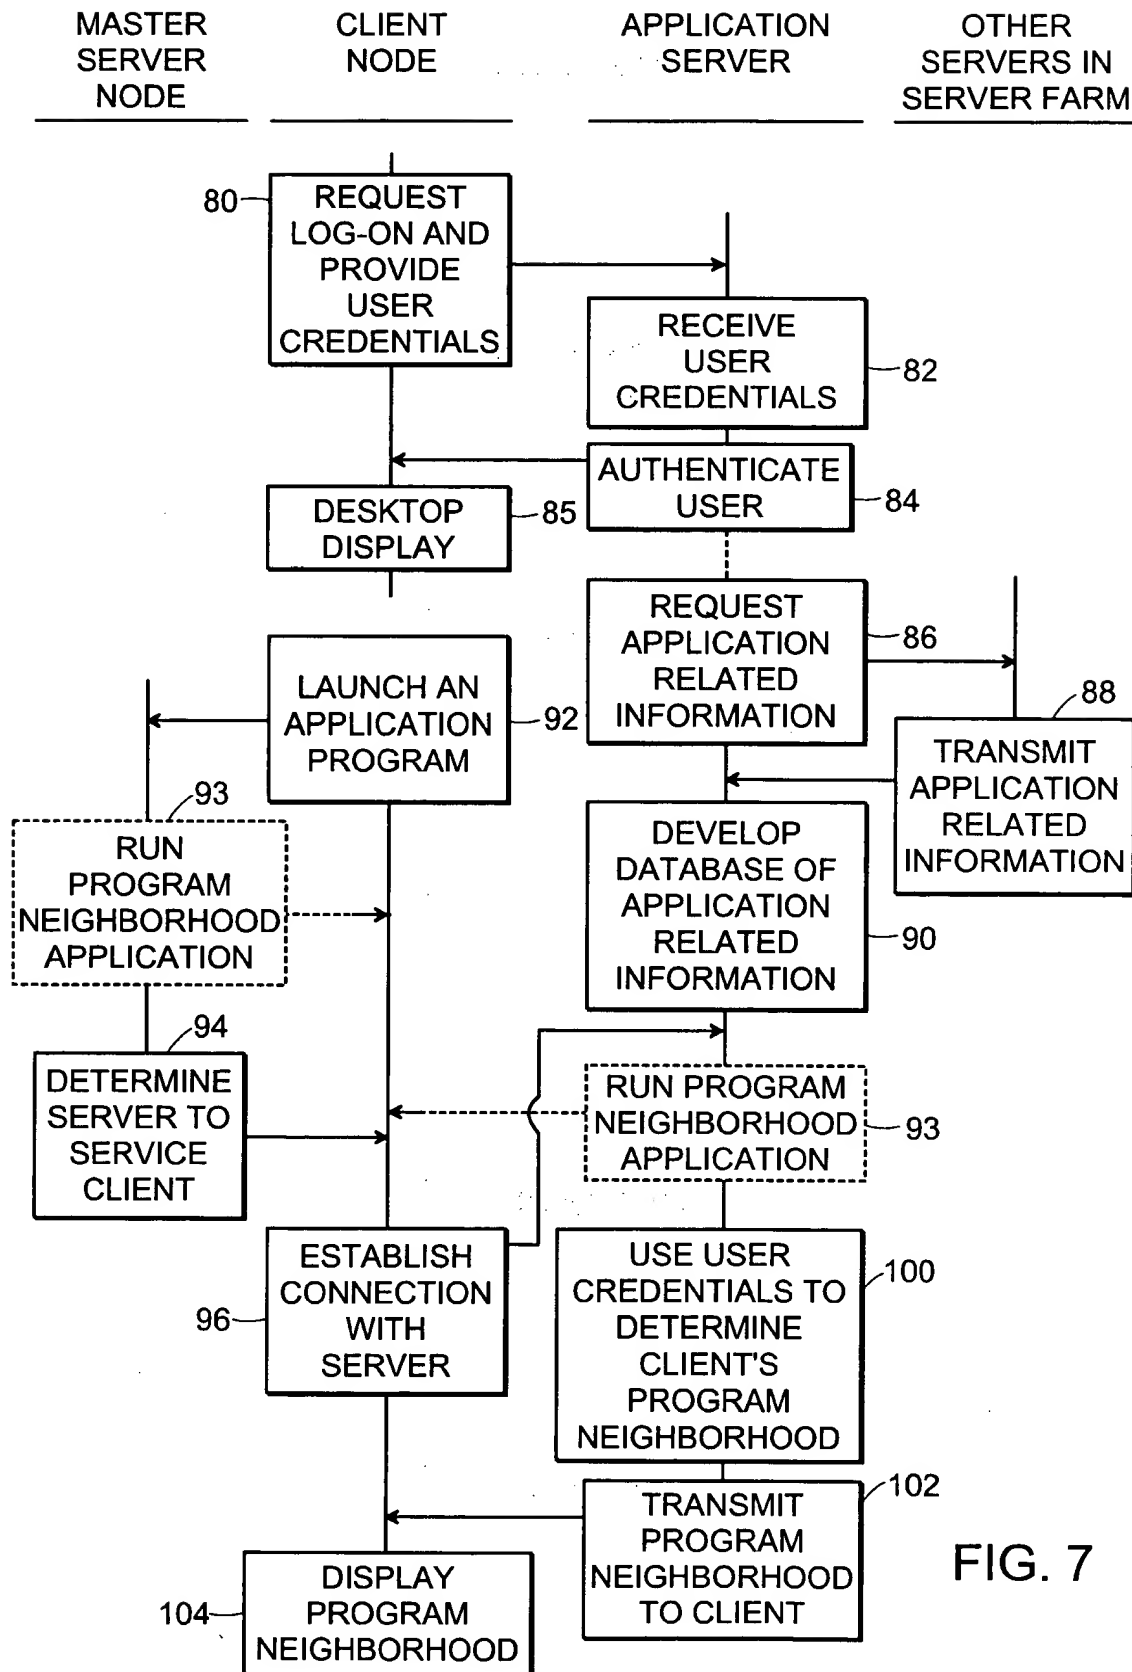 MASTER
SERVER
NODE
CLIENT
NODE
APPLICATION
SERVER
OTHER
SERVERS IN
SERVER FARM
80
REQUEST
LOG-ON AND
PROVIDE
USER
CREDENTIALS
RECEIVE
USER
CREDENTIALS
82
AUTHENTICATE
USER
84
DESKTOP
DISPLAY
85
REQUEST
APPLICATION
RELATED
INFORMATION
86
88
TRANSMIT
APPLICATION
RELATED
INFORMATION
LAUNCH AN
APPLICATION
PROGRAM
92
93
RUN
PROGRAM
NEIGHBORHOOD
APPLICATION
DEVELOP
DATABASE OF
APPLICATION
RELATED
INFORMATION
90
94
DETERMINE
SERVER TO
SERVICE
CLIENT
RUN PROGRAM
NEIGHBORHOOD
APPLICATION
93
ESTABLISH
CONNECTION
WITH
SERVER
96
USE USER
CREDENTIALS TO
DETERMINE
CLIENT'S
PROGRAM
NEIGHBORHOOD
100
TRANSMIT
PROGRAM
NEIGHBORHOOD
TO CLIENT
102
DISPLAY
PROGRAM
NEIGHBORHOOD
104
FIG. 7